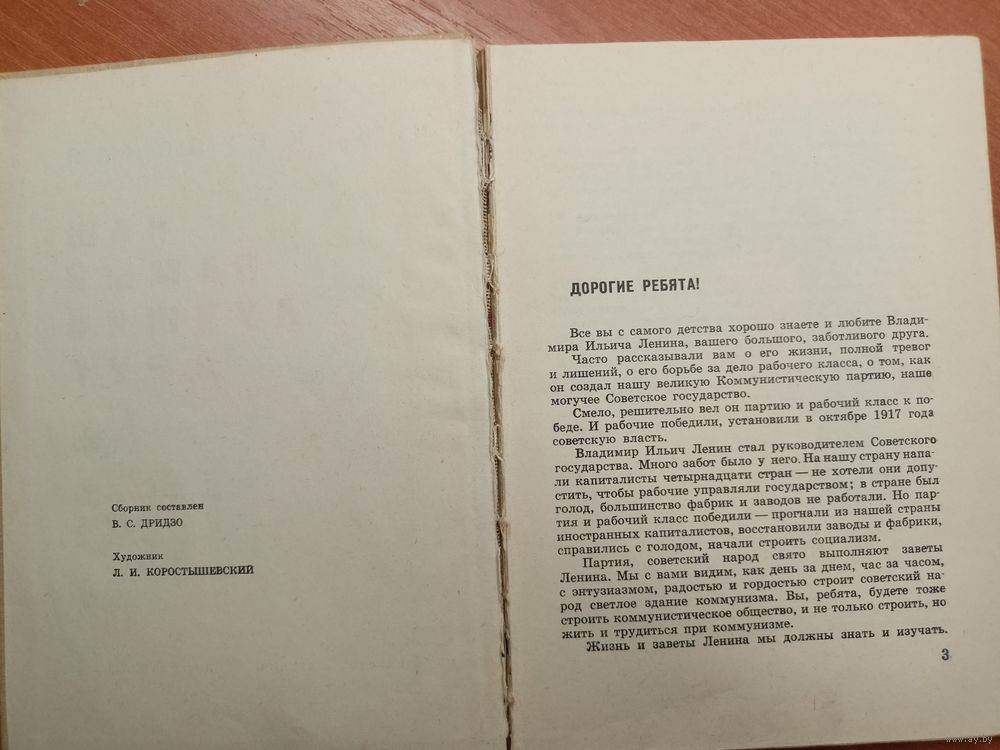 Сборник составлен
В. С. ДРИДЗО
Художник
Л. И. КОРОСТЫШЕВСКИЙ
ДОРОГИЕ РЕБЯТА!
Все вы с самого детства хорошо знаете и любите Влади-
мира Ильича Ленина, вашего большого, заботливого друга.
Часто рассказывали вам о его жизни, полной тревог
и лишений, о его борьбе за дело рабочего класса, о том, как
он создал нашу великую Коммунистическую партию, наше
могучее Советское государство.
Смело, решительно вел он партию и рабочий класс к по-
беде. И рабочие победили, установили в октябре 1917 года
советскую власть.
Владимир Ильич Ленин стал руководителем Советского
государства. Много забот было у него. На нашу страну напа-
ли капиталисты четырнадцати стран — не хотели они допу-
стить, чтобы рабочие управляли государством; в стране был
голод, большинство фабрик и заводов не работали. Но пар-
тия и рабочий класс победили — прогнали из нашей страны
иностранных капиталистов, восстановили заводы и фабрики,
справились с голодом, начали строить социализм.
Партия, советский народ свято выполняют заветы
Ленина. Мы с вами видим, как день за днем, час за часом,
с энтузиазмом, радостью и гордостью строит советский на-
род светлое здание коммунизма. Вы, ребята, будете тоже
строить коммунистическое общество, и не только строить, но
жить и трудиться при коммунизме.
Жизнь и заветы Ленина мы должны знать и изучать.
3
www.ay.by